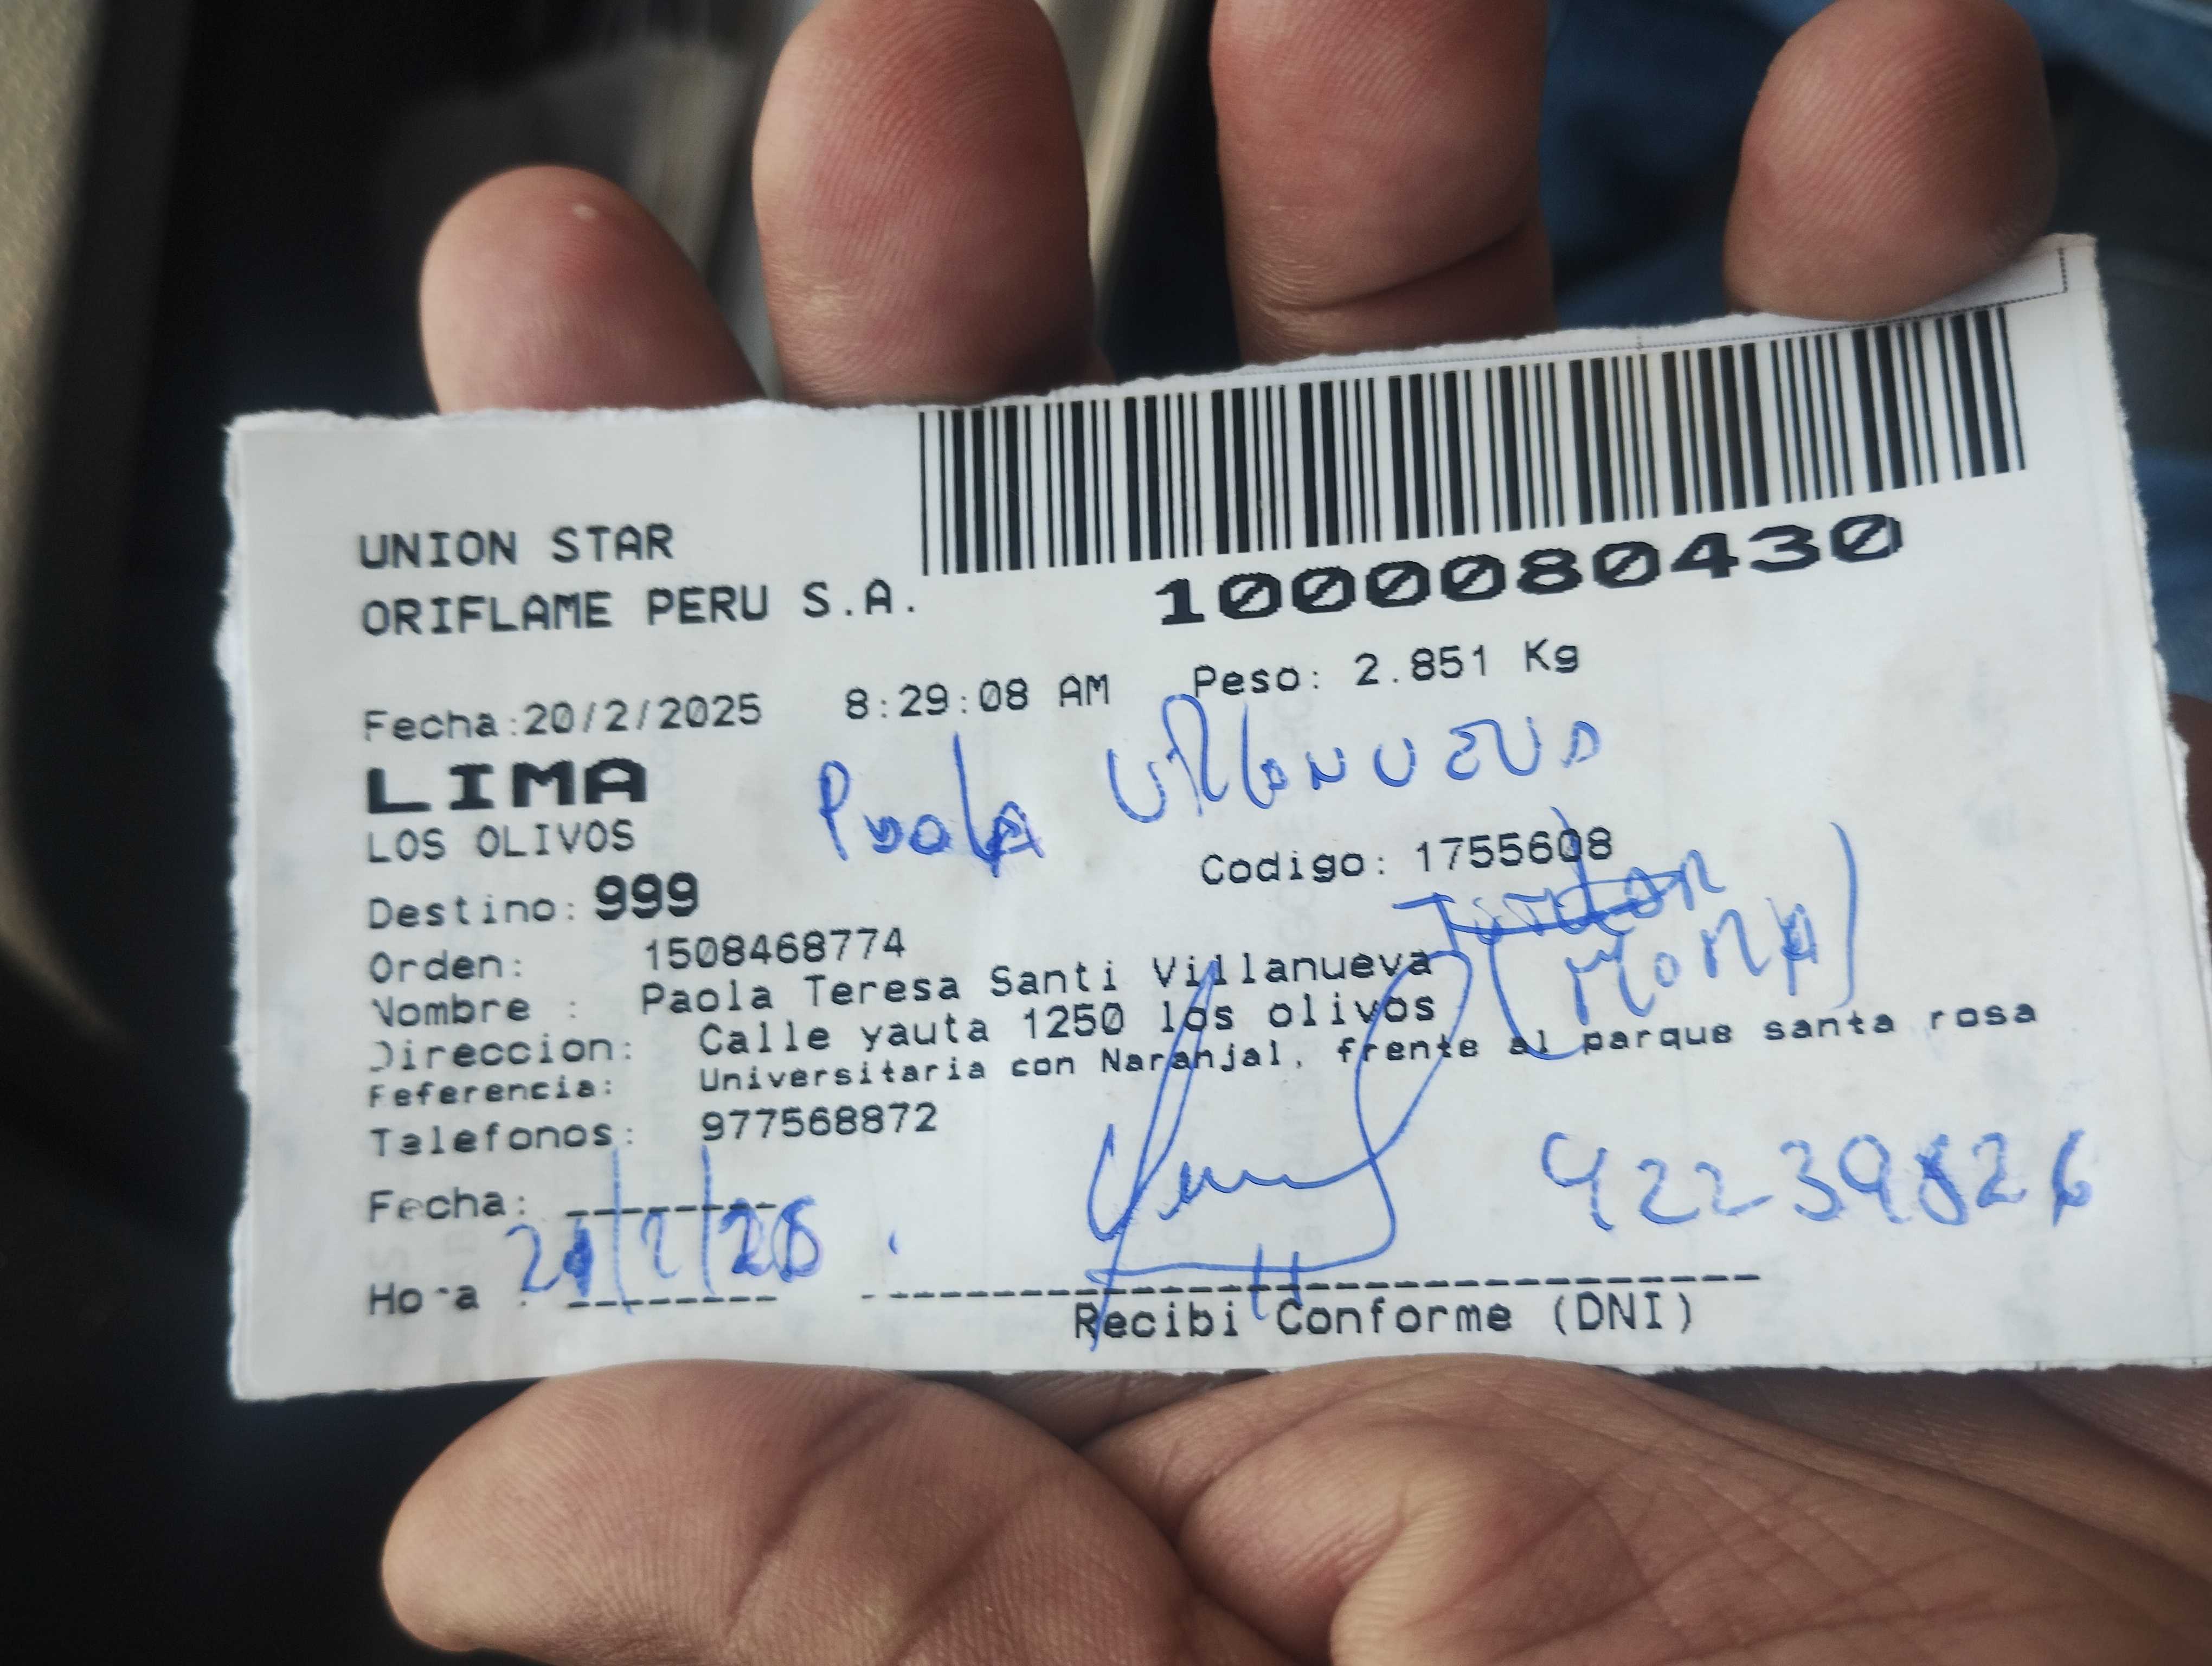 UNION STAR
ORIFLAME PERU S.A.
1000080430
Fecha:20/2/2025 8:29:08 AM Peso: 2.851 Kg
LIMA
LOS OLIVOS
Paola Villanueva
Codigo: 1755608
Destino: 999
Orden: 1508468774
Nombre : Paola Teresa Santi Villanueva
Direccion: Calle yauta 1250 los olivos
Referencia: Universitaria con Naranjal, frente al parque santa rosa
Telefonos: 977568872
Fecha:
Hora :
Recibi Conforme (DNI)